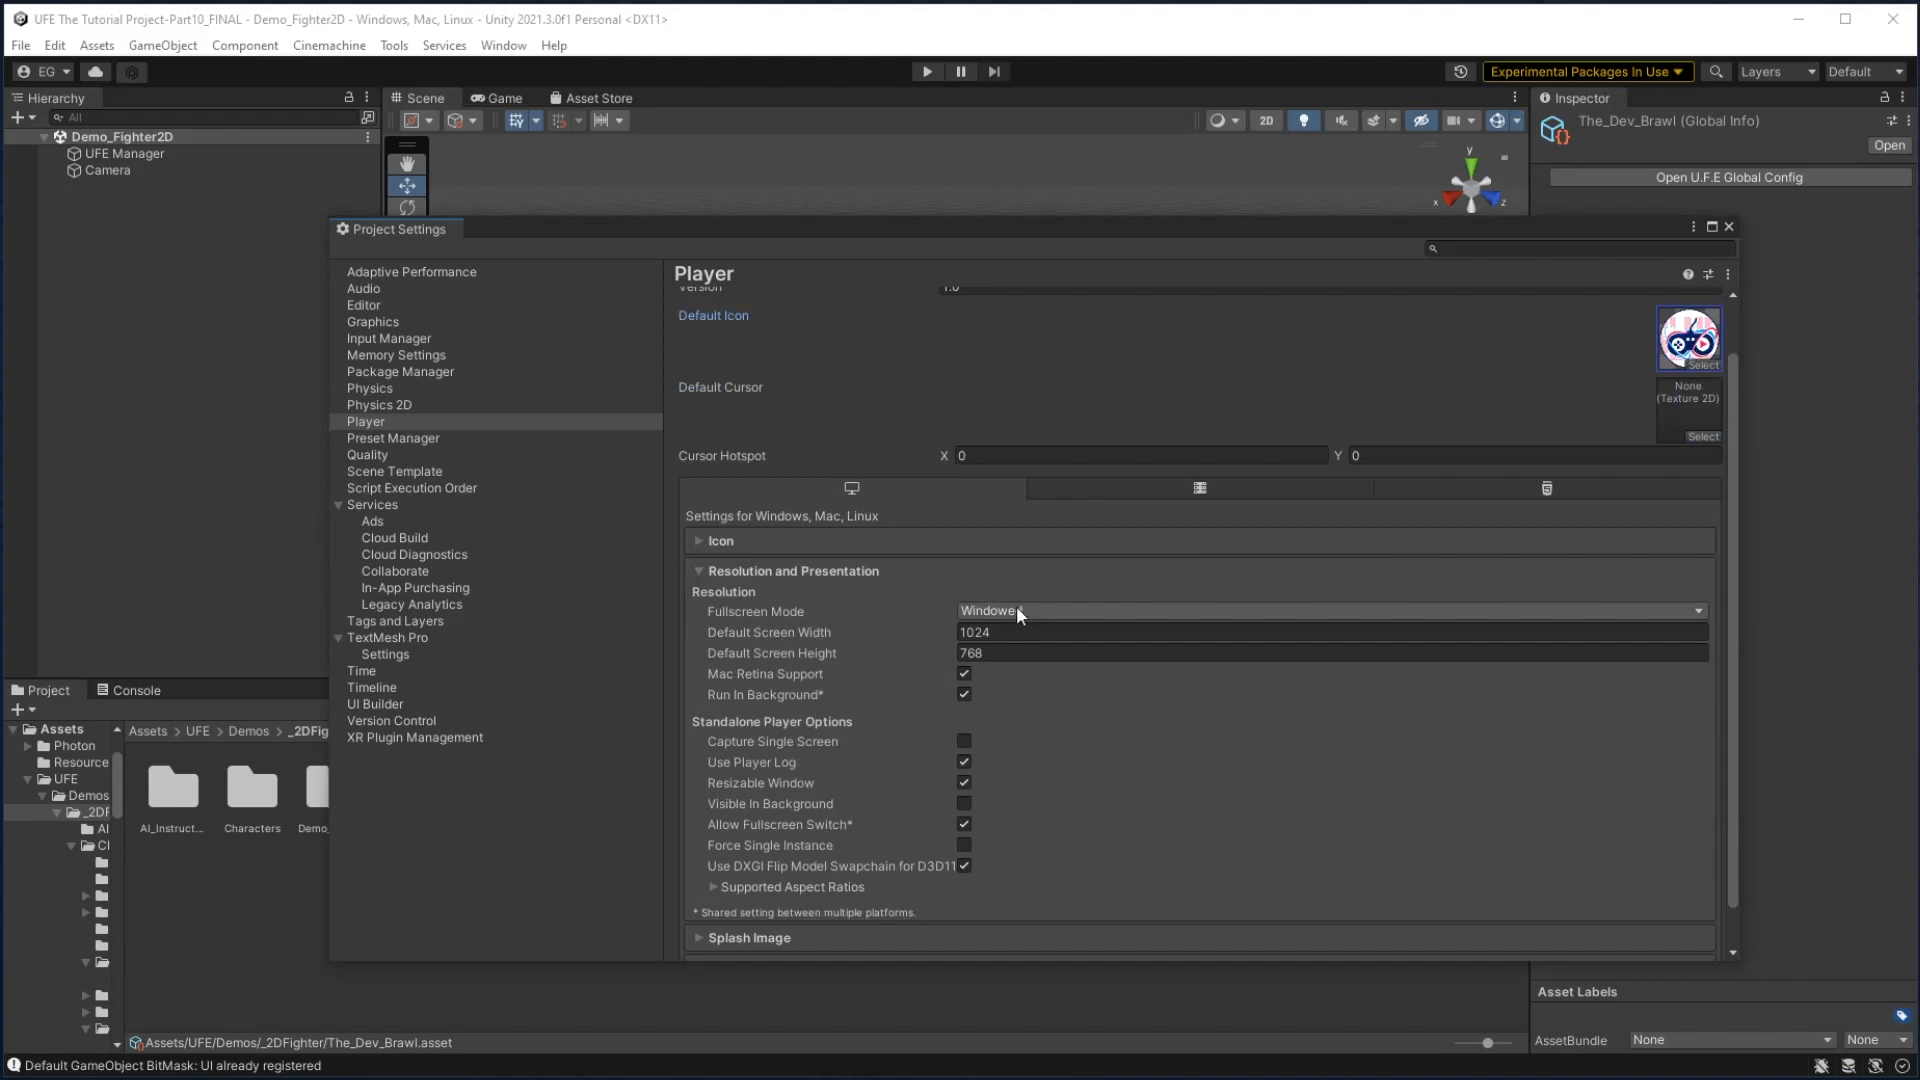 UFE The Tutorial Project-Part10_FINAL - Demo_Fighter2D - Windows, Mac, Linux - Unity 2021.3.0f1 Personal <DX11>
File Edit Assets GameObject Component Cinemachine Tools Services Window Help
EG Experimental Packages In Use Layers Default
Hierarchy Scene Game Asset Store Inspector
All 2D The_Dev_Brawl (Global Info)
Demo_Fighter2D
Open
UFE Manager
Camera
Open U.F.E Global Config
y
x z
Project Settings
Adaptive Performance
Audio
Editor
Graphics
Input Manager
Memory Settings
Package Manager
Physics
Physics 2D
Player
Preset Manager
Quality
Scene Template
Script Execution Order
Services
Ads
Cloud Build
Cloud Diagnostics
Collaborate
In-App Purchasing
Legacy Analytics
Tags and Layers
TextMesh Pro
Settings
Time
Timeline
UI Builder
Version Control
XR Plugin Management
Player
Version 1.0
Default Icon
Select
Default Cursor
None
(Texture 2D)
Select
Cursor Hotspot X 0 Y 0
Settings for Windows, Mac, Linux
Icon
Resolution and Presentation
Resolution
Fullscreen Mode Windowed
Default Screen Width 1024
Default Screen Height 768
Mac Retina Support
Run In Background*
Standalone Player Options
Capture Single Screen
Use Player Log
Resizable Window
Visible In Background
Allow Fullscreen Switch*
Force Single Instance
Use DXGI Flip Model Swapchain for D3D11
Supported Aspect Ratios
* Shared setting between multiple platforms.
Splash Image
Project Console
Assets
Photon
Resource
UFE
Demos
_2DF
AI
Cl
Assets > UFE > Demos > _2DFig
AI_Instruct... Characters Demo_
Assets/UFE/Demos/_2DFighter/The_Dev_Brawl.asset
Asset Labels
AssetBundle None None
Default GameObject BitMask: UI already registered